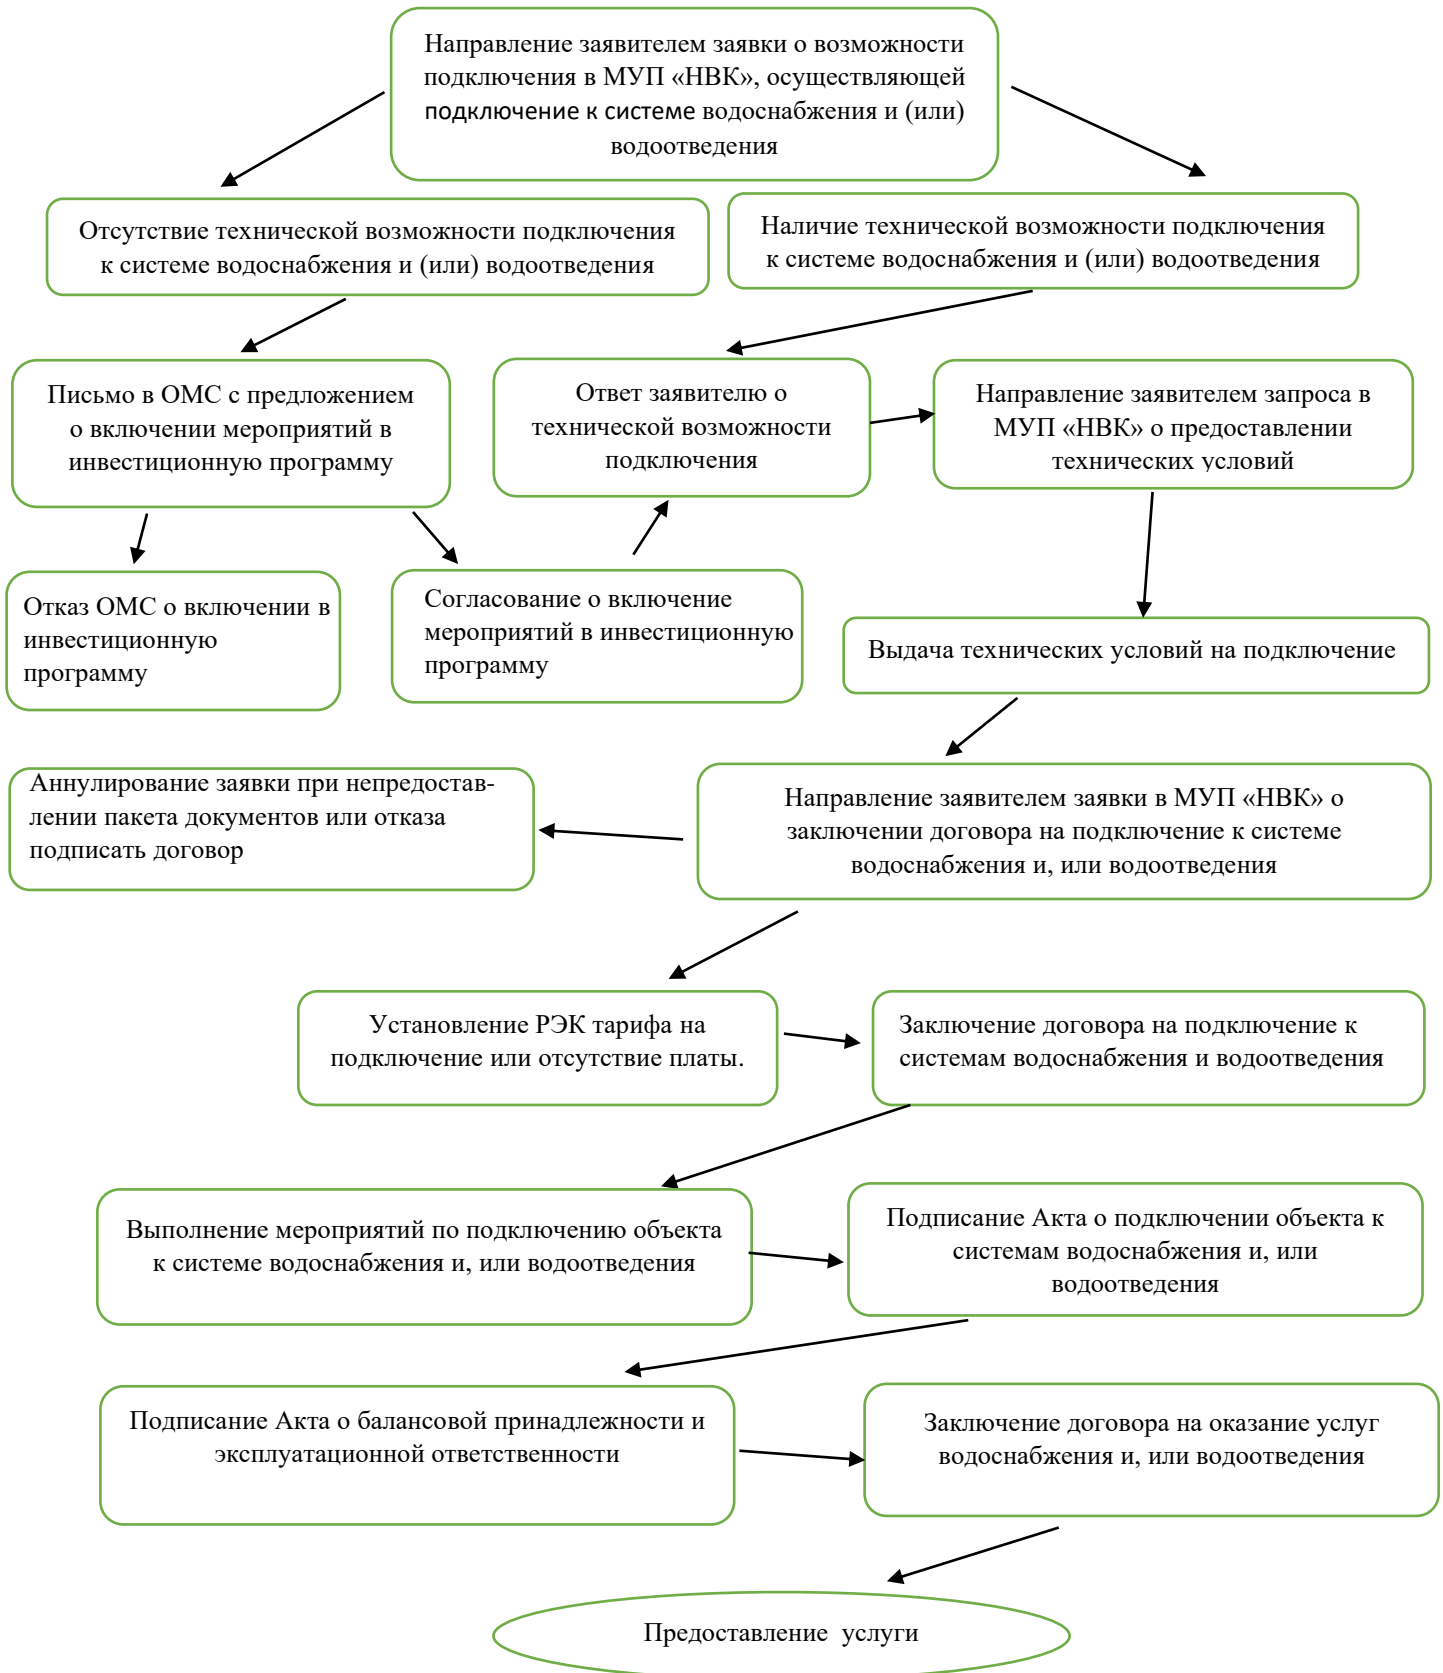 Направление заявителем заявки о возможности
подключения в МУП «НВК», осуществляющей
подключение к системе водоснабжения и (или)
водоотведения
Отсутствие технической возможности подключения
к системе водоснабжения и (или) водоотведения
Наличие технической возможности подключения
к системе водоснабжения и (или) водоотведения
Письмо в ОМС с предложением
о включении мероприятий в
инвестиционную программу
Ответ заявителю о
технической возможности
подключения
Направление заявителем запроса в
МУП «НВК» о предоставлении
технических условий
Отказ ОМС о включении в
инвестиционную
программу
Согласование о включение
мероприятий в инвестиционную
программу
Выдача технических условий на подключение
Аннулирование заявки при непредостав-
лении пакета документов или отказа
подписать договор
Направление заявителем заявки в МУП «НВК» о
заключении договора на подключение к системе
водоснабжения и, или водоотведения
Установление РЭК тарифа на
подключение или отсутствие платы.
Заключение договора на подключение к
системам водоснабжения и водоотведения
Выполнение мероприятий по подключению объекта
к системе водоснабжения и, или водоотведения
Подписание Акта о подключении объекта к
системам водоснабжения и, или
водоотведения
Подписание Акта о балансовой принадлежности и
эксплуатационной ответственности
Заключение договора на оказание услуг
водоснабжения и, или водоотведения
Предоставление услуги